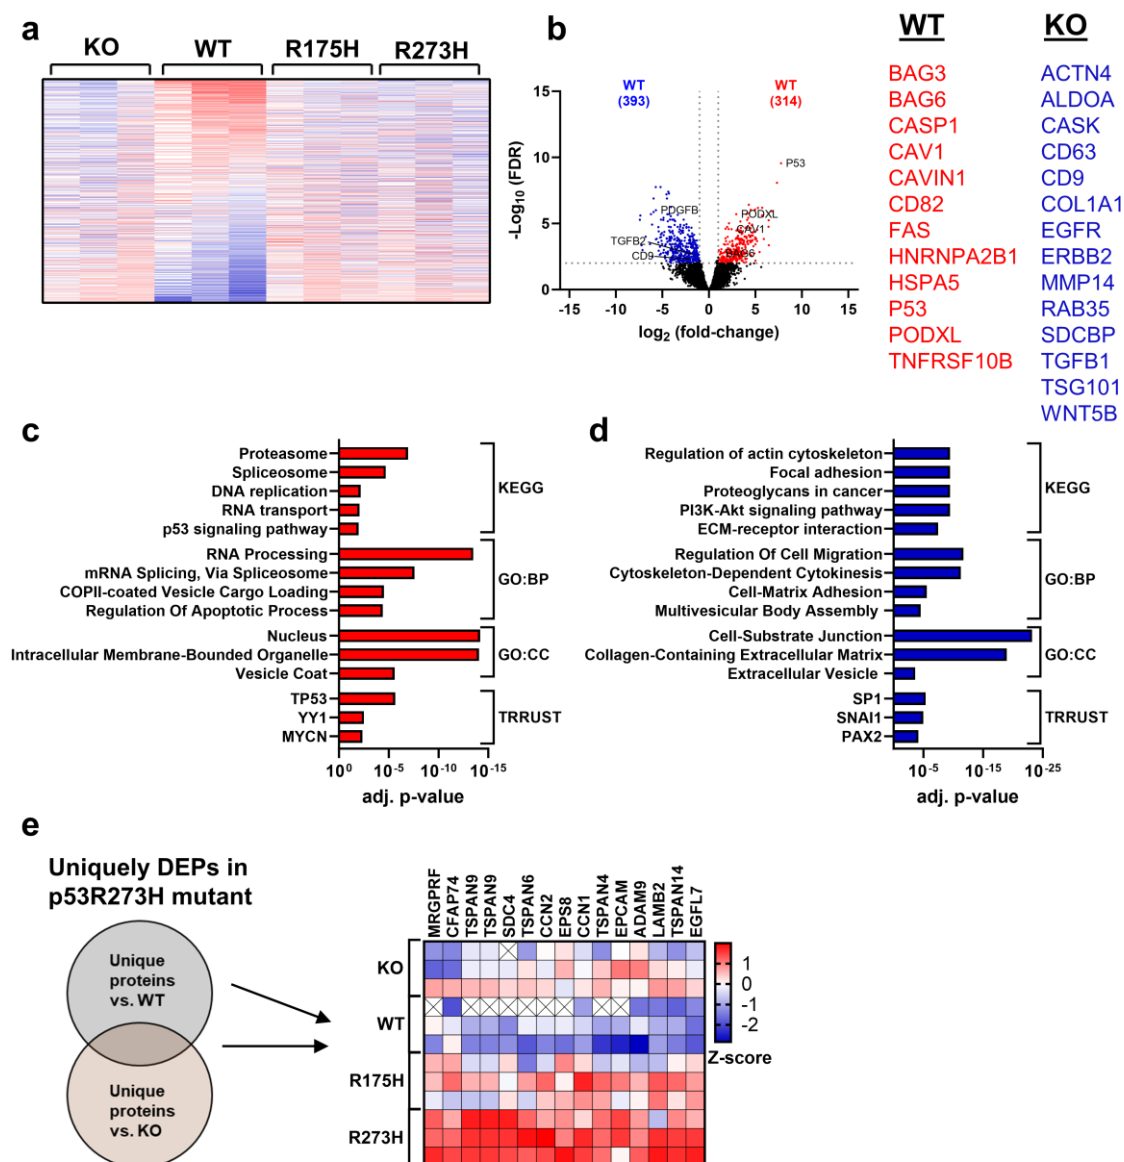 a
KO
WT
R175H
R273H
b
WT
(393)
WT
(314)
15
10
5
0
-Log10 (FDR)
P53
PDGFB
PODXL
TGFB2
CAV1
CD9
-15
-10
-5
0
5
10
15
log2 (fold-change)
WT
BAG3
BAG6
CASP1
CAV1
CAVIN1
CD82
FAS
HNRNPA2B1
HSPA5
P53
PODXL
TNFRSF10B
KO
ACTN4
ALDOA
CASK
CD63
CD9
COL1A1
EGFR
ERBB2
MMP14
RAB35
SDCBP
TGFB1
TSG101
WNT5B
c
Proteasome
Spliceosome
DNA replication
RNA transport
p53 signaling pathway
KEGG
RNA Processing
mRNA Splicing, Via Spliceosome
COPII-coated Vesicle Cargo Loading
Regulation Of Apoptotic Process
GO:BP
Nucleus
Intracellular Membrane-Bounded Organelle
Vesicle Coat
GO:CC
TP53
YY1
MYCN
TRRUST
10^0
10^-5
10^-10
10^-15
adj. p-value
d
Regulation of actin cytoskeleton
Focal adhesion
Proteoglycans in cancer
PI3K-Akt signaling pathway
ECM-receptor interaction
KEGG
Regulation Of Cell Migration
Cytoskeleton-Dependent Cytokinesis
Cell-Matrix Adhesion
Multivesicular Body Assembly
GO:BP
Cell-Substrate Junction
Collagen-Containing Extracellular Matrix
Extracellular Vesicle
GO:CC
SP1
SNAI1
PAX2
TRRUST
10^-5
10^-15
10^-25
adj. p-value
e
Uniquely DEPs in
p53R273H mutant
Unique
proteins
vs. WT
Unique
proteins
vs. KO
MRGPRF
CFAP74
TSPAN9
TSPAN9
SDC4
TSPAN6
CCN2
EPS8
CCN1
TSPAN4
EPCAM
ADAM9
LAMB2
TSPAN14
EGFL7
KO
WT
R175H
R273H
1
0
-1
-2
Z-score